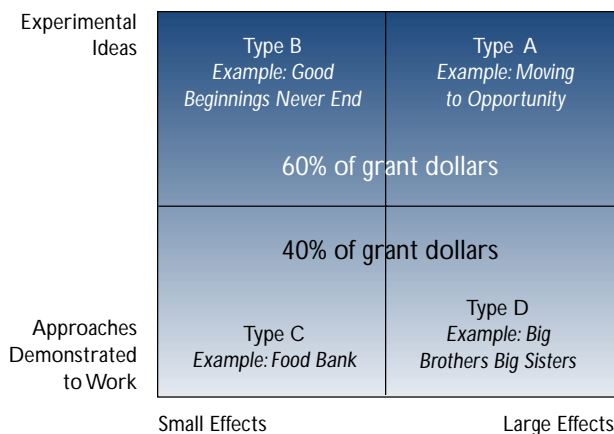 Experimental
Ideas
Type B
Example: Good
Beginnings Never End
Type A
Example: Moving
to Opportunity
60% of grant dollars
40% of grant dollars
Approaches
Demonstrated
to Work
Type C
Example: Food Bank
Type D
Example: Big
Brothers Big Sisters
Small Effects
Large Effects